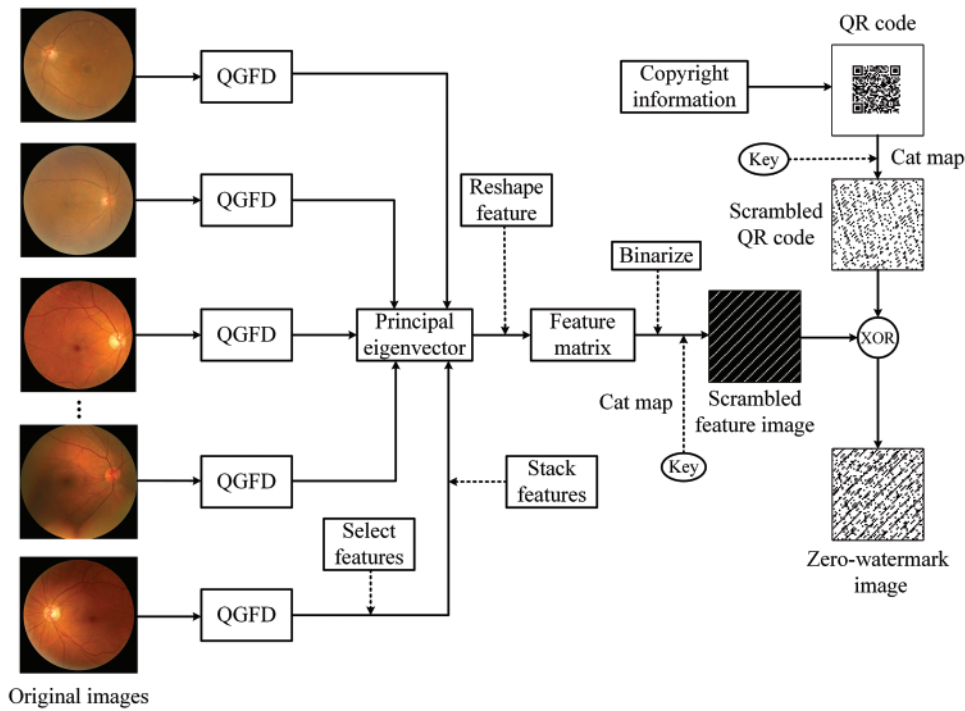 QR code
QGFD
Copyright
information
Key
Cat map
QGFD
Reshape
feature
Scrambled
QR code
Binarize
QGFD
Principal
eigenvector
Feature
matrix
XOR
Cat map
Scrambled
feature image
Key
QGFD
Stack
features
Select
features
Zero-watermark
image
QGFD
Original images